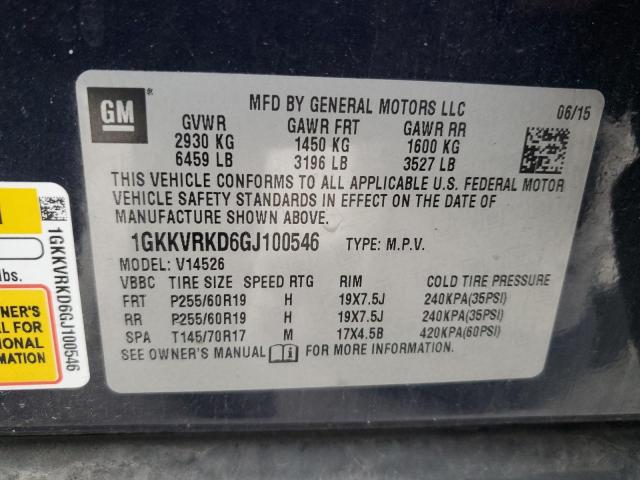 GM
MFD BY GENERAL MOTORS LLC
06/15
GVWR GAWR FRT GAWR RR
2930 KG 1450 KG 1600 KG
6459 LB 3196 LB 3527 LB
THIS VEHICLE CONFORMS TO ALL APPLICABLE U.S. FEDERAL MOTOR
VEHICLE SAFETY STANDARDS IN EFFECT ON THE DATE OF
MANUFACTURE SHOWN ABOVE.
1GKKVRKD6GJ100546 TYPE: M.P.V.
MODEL: V14526
VBBC TIRE SIZE SPEED RTG RIM COLD TIRE PRESSURE
FRT P255/60R19 H 19X7.5J 240KPA(35PSI)
RR P255/60R19 H 19X7.5J 240KPA(35PSI)
SPA T145/70R17 M 17X4.5B 420KPA(60PSI)
SEE OWNER'S MANUAL FOR MORE INFORMATION.
lbs.
OWNER'S
MANUAL FOR
ADDITIONAL
INFORMATION
1GKKVRKD6GJ100546